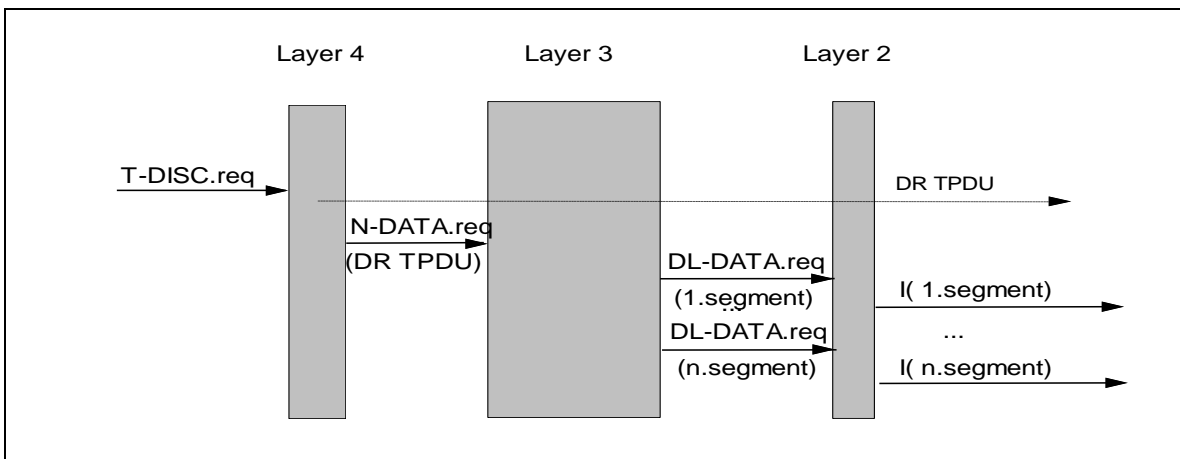 Layer 4
Layer 3
Layer 2
T-DISC.req
DR TPDU
N-DATA.req
(DR TPDU)
DL-DATA.req
(1.segment)
...
DL-DATA.req
(n.segment)
I( 1.segment)
...
I( n.segment)